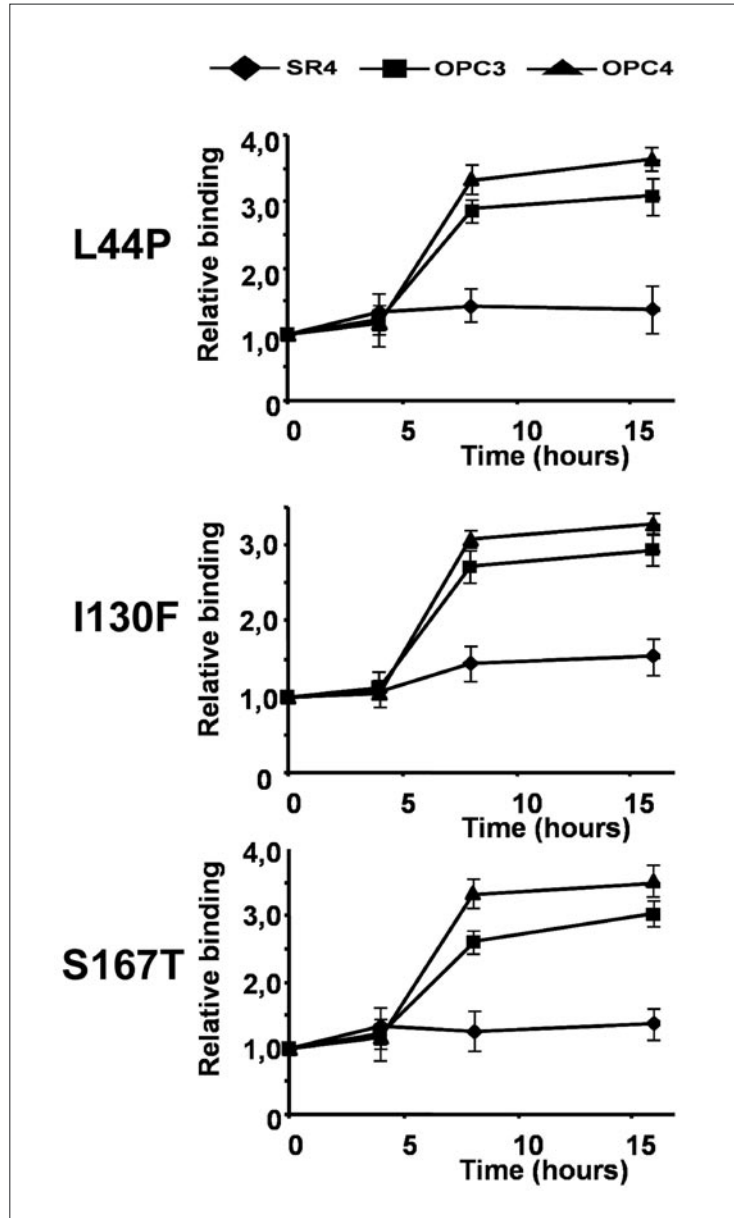 SR4 OPC3 OPC4
L44P
Relative binding
4,0
3,0
2,0
1,0
0
0 5 10 15
Time (hours)
I130F
Relative binding
3,0
2,0
1,0
0
0 5 10 15
Time (hours)
S167T
Relative binding
4,0
3,0
2,0
1,0
0
0 5 10 15
Time (hours)